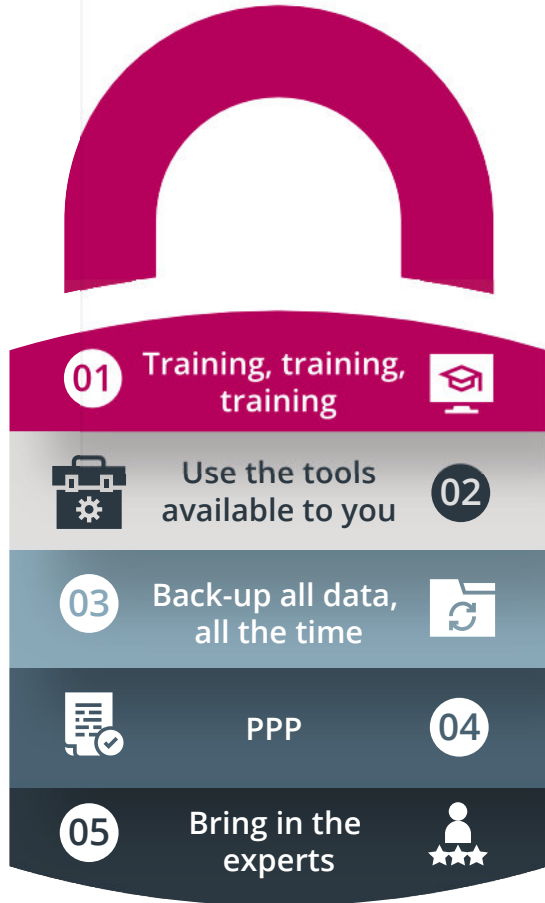 01
Training, training,
training
Use the tools
available to you
02
03
Back-up all data,
all the time
PPP
04
05
Bring in the
experts